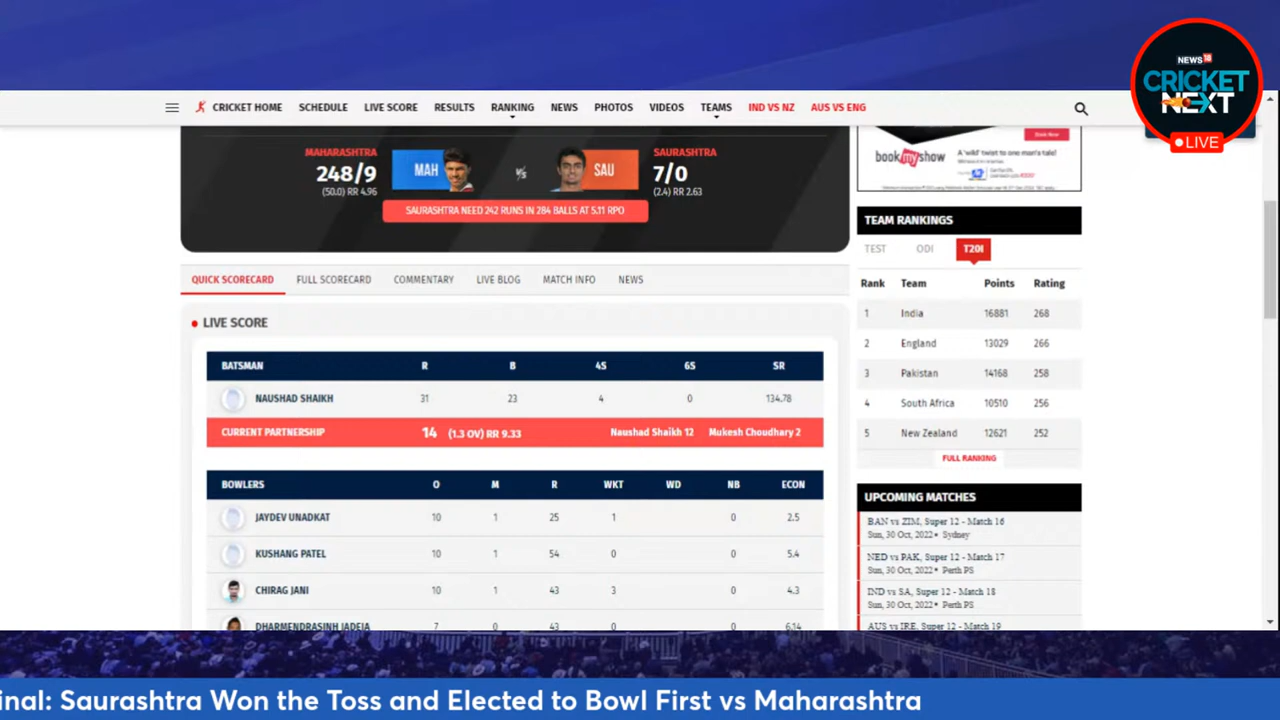 NEWS18
CRICKET
NEXT
LIVE
CRICKET HOME SCHEDULE LIVE SCORE RESULTS RANKING NEWS PHOTOS VIDEOS TEAMS IND VS NZ AUS VS ENG
MAHARASHTRA
248/9
(50.0) RR 4.96
MAH
V/S
SAU
SAURASHTRA
7/0
(2.4) RR 2.63
SAURASHTRA NEED 242 RUNS IN 284 BALLS AT 5.11 RPO
QUICK SCORECARD FULL SCORECARD COMMENTARY LIVE BLOG MATCH INFO NEWS
LIVE SCORE
BATSMAN R B 4S 6S SR
NAUSHAD SHAIKH 31 23 4 0 134.78
CURRENT PARTNERSHIP 14 (1.3 OV) RR 9.33 Naushad Shaikh 12 Mukesh Choudhary 2
BOWLERS O M R WKT WD NB ECON
JAYDEV UNADKAT 10 1 25 1 0 2.5
KUSHANG PATEL 10 1 54 0 0 5.4
CHIRAG JANI 10 1 43 3 0 4.3
DHARMENDRASINH JADEJA 7 0 43 0 0 6.14
Book Now
bookmyshow
A 'wild' twist to one man's tale!
TEAM RANKINGS
TEST ODI T20I
Rank Team Points Rating
1 India 16881 268
2 England 13029 266
3 Pakistan 14168 258
4 South Africa 10510 256
5 New Zealand 12621 252
FULL RANKING
UPCOMING MATCHES
BAN vs ZIM, Super 12 - Match 16
Sun, 30 Oct, 2022• Sydney
NED vs PAK, Super 12 - Match 17
Sun, 30 Oct, 2022• Perth PS
IND vs SA, Super 12 - Match 18
Sun, 30 Oct, 2022• Perth PS
AUS vs IRE, Super 12 - Match 19
inal: Saurashtra Won the Toss and Elected to Bowl First vs Maharashtra